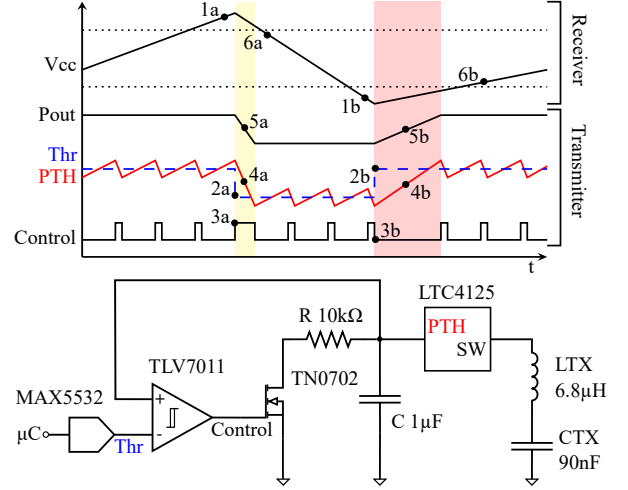 1a
6a
Vcc
1b
6b
Receiver
Pout
5a
5b
Thr
PTH
2a
4a
2b
4b
3a
Control
3b
Transmitter
t
LTC4125
R 10kΩ
PTH
SW
TLV7011
TN0702
LTX
6.8µH
MAX5532
+
-
µC
Thr
Control
C 1µF
CTX
90nF